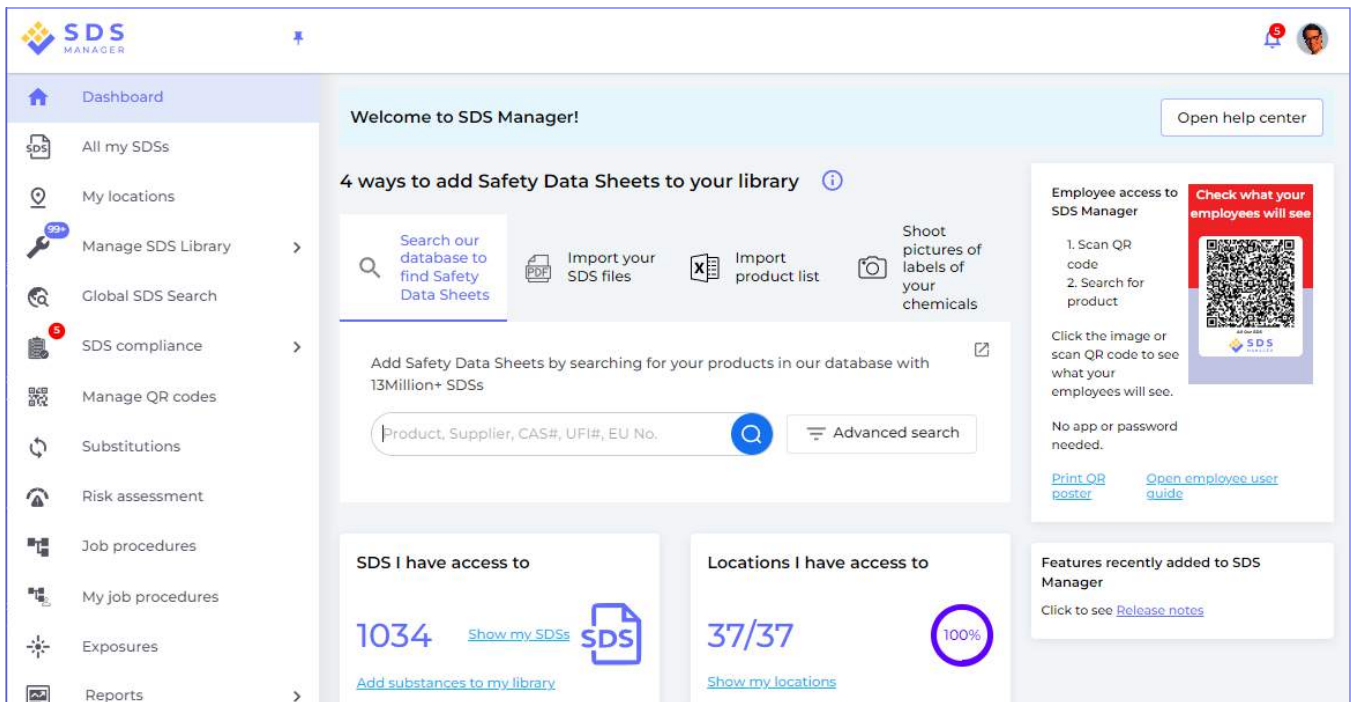 SDS
MANAGER
5
Dashboard
All my SDSs
My locations
99+
Manage SDS Library
Global SDS Search
5
SDS compliance
Manage QR codes
Substitutions
Risk assessment
Job procedures
My job procedures
Exposures
Reports
Welcome to SDS Manager!
Open help center
4 ways to add Safety Data Sheets to your library
Search our
database to
find Safety
Data Sheets
PDF
Import your
SDS files
X
Import
product list
Shoot
pictures of
labels of
your
chemicals
Add Safety Data Sheets by searching for your products in our database with
13Million+ SDSs
Product, Supplier, CAS#, UFI#, EU No.
Advanced search
SDS I have access to
1034
Show my SDSs
SDS
Add substances to my library
Locations I have access to
37/37
100%
Show my locations
Employee access to
SDS Manager
1. Scan QR
code
2. Search for
product
Click the image or
scan QR code to see
what your
employees will see.
No app or password
needed.
Print QR
poster
Open employee user
guide
Check what your
employees will see
All Our SDS
SDS
MANAGER
Features recently added to SDS
Manager
Click to see Release notes